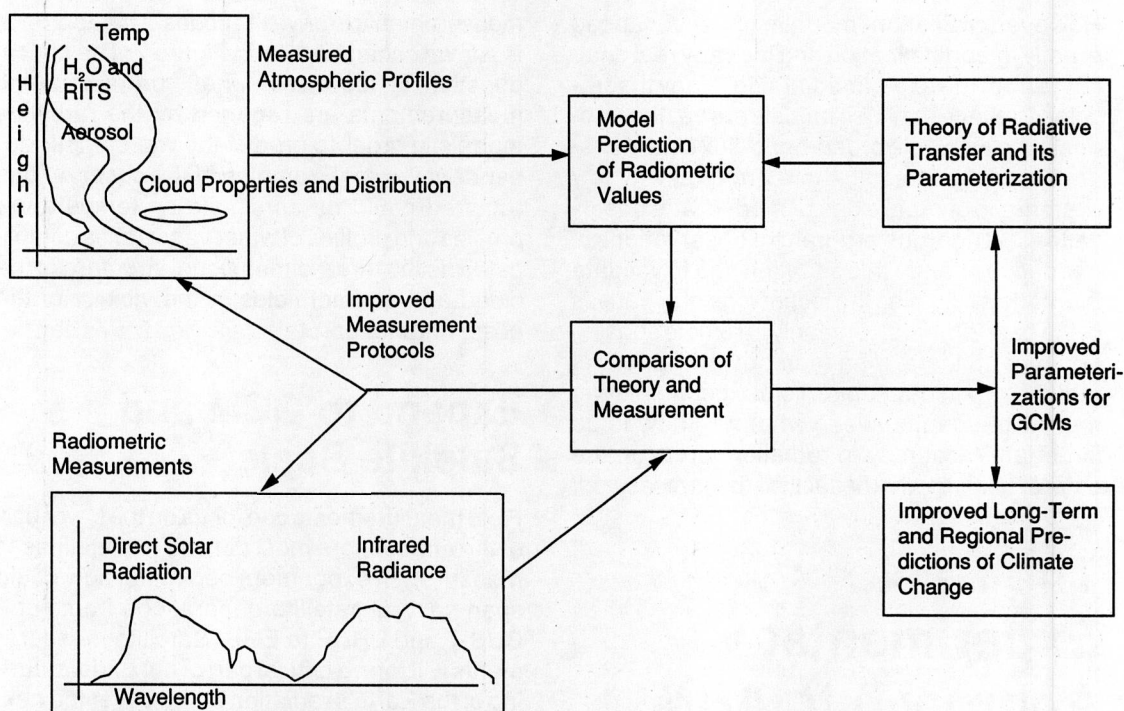 Temp
H₂O and
RITS
Aerosol
Height
Cloud Properties and Distribution
Measured
Atmospheric Profiles
Model
Prediction
of Radiometric
Values
Theory of Radiative
Transfer and its
Parameterization
Improved
Measurement
Protocols
Comparison of
Theory and
Measurement
Improved
Parameteri-
zations for
GCMs
Radiometric
Measurements
Direct Solar
Radiation
Infrared
Radiance
Wavelength
Improved Long-Term
and Regional Pre-
dictions of Climate
Change